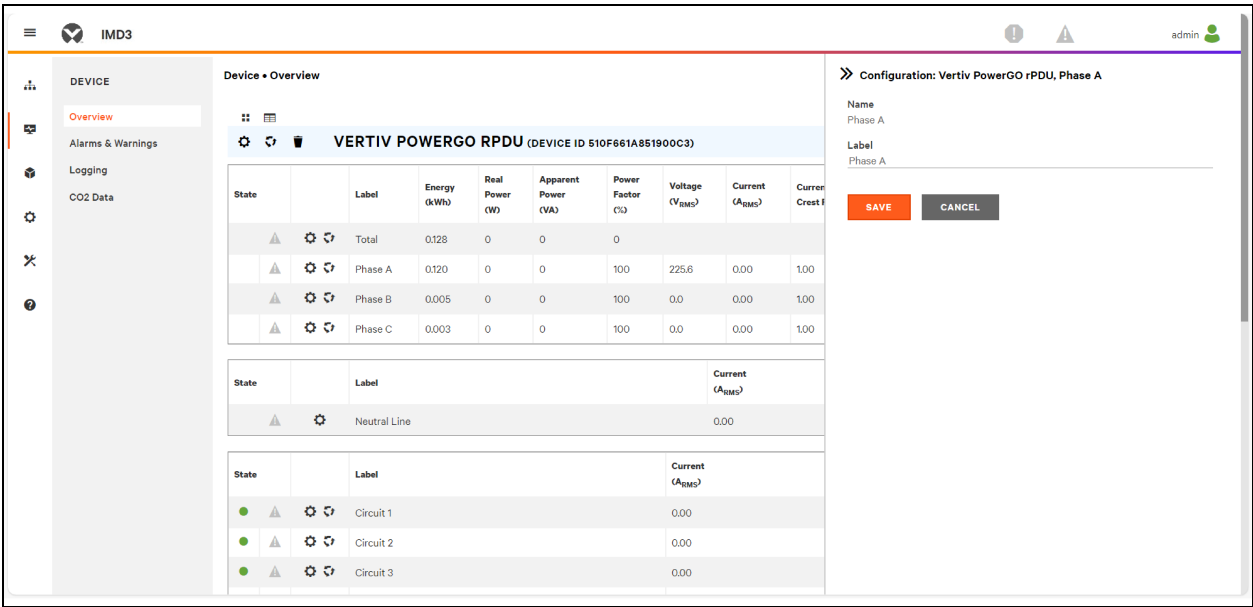 IMD3
admin
DEVICE
Overview
Alarms & Warnings
Logging
CO2 Data
Device • Overview
VERTIV POWERGO RPDU (DEVICE ID 510F661A851900C3)
State Label Energy (kWh) Real Power (W) Apparent Power (VA) Power Factor (%) Voltage (VRMS) Current (ARMS) Curren Crest F
Total 0.128 0 0 0
Phase A 0.120 0 0 100 225.6 0.00 1.00
Phase B 0.005 0 0 100 0.0 0.00 1.00
Phase C 0.003 0 0 100 0.0 0.00 1.00
State Label Current (ARMS)
Neutral Line 0.00
State Label Current (ARMS)
Circuit 1 0.00
Circuit 2 0.00
Circuit 3 0.00
Configuration: Vertiv PowerGO rPDU, Phase A
Name
Phase A
Label
Phase A
SAVE CANCEL